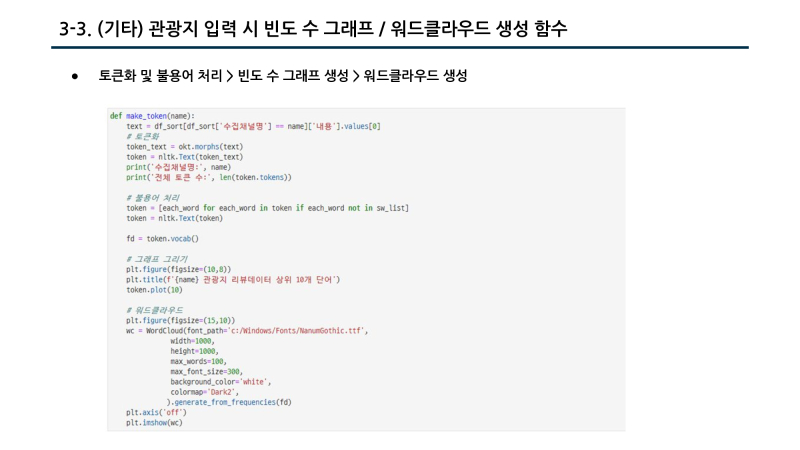 3-3. (기타) 관광지 입력 시 빈도 수 그래프 / 워드클라우드 생성 함수
● 토큰화 및 불용어 처리 > 빈도 수 그래프 생성 > 워드클라우드 생성
def make_token(name):
    text = df_sort[df_sort['수집채널명'] == name]['내용'].values[0]
    # 토큰화
    token_text = okt.morphs(text)
    token = nltk.Text(token_text)
    print('수집채널명:', name)
    print('전체 토큰 수:', len(token.tokens))
    # 불용어 처리
    token = [each_word for each_word in token if each_word not in sw_list]
    token = nltk.Text(token)
    fd = token.vocab()
    # 그래프 그리기
    plt.figure(figsize=(10,8))
    plt.title(f'{name} 관광지 리뷰데이터 상위 10개 단어')
    token.plot(10)
    # 워드클라우드
    plt.figure(figsize=(15,10))
    wc = WordCloud(font_path='c:/Windows/Fonts/NanumGothic.ttf',
               width=1000,
               height=1000,
               max_words=100,
               max_font_size=300,
               background_color='white',
               colormap='Dark2',
              ).generate_from_frequencies(fd)
    plt.axis('off')
    plt.imshow(wc)